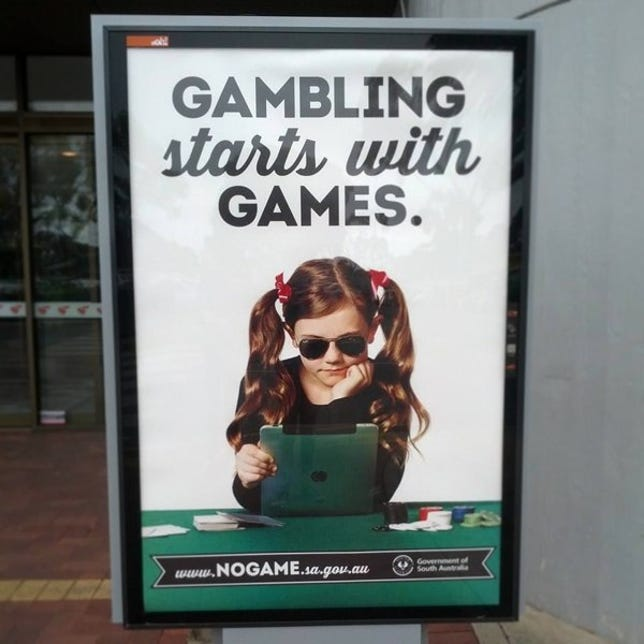 GAMBLING
starts with
GAMES.
www.NOGAME.sa.gov.au
Government of
South Australia